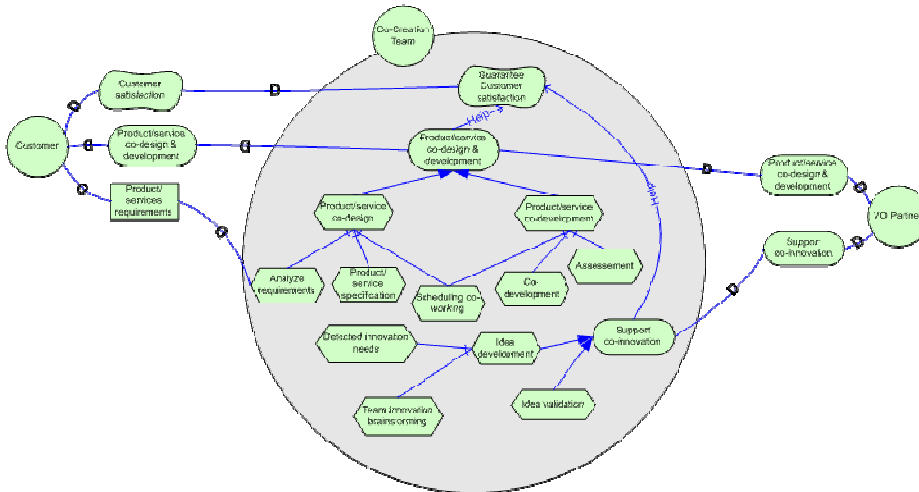 Co-Creation
Team
Customer
satisfaction
D
D
Guarantee
Customer
satisfaction
Help
Customer
D
Product/service
co-design &
development
D
Product/service
co-design &
development
D
Product/service
co-design &
development
D
D
Product/
services
requirements
D
Product/service
co-design
Product/service
co-development
Help
VO Partner
D
Support
co-innovation
D
Analyze
requirements
Product/
service
specification
Scheduling co-
working
Co-
development
Assessment
D
Detected innovation
needs
Idea
development
Support
co-innovation
Team innovation
brainstorming
Idea validation